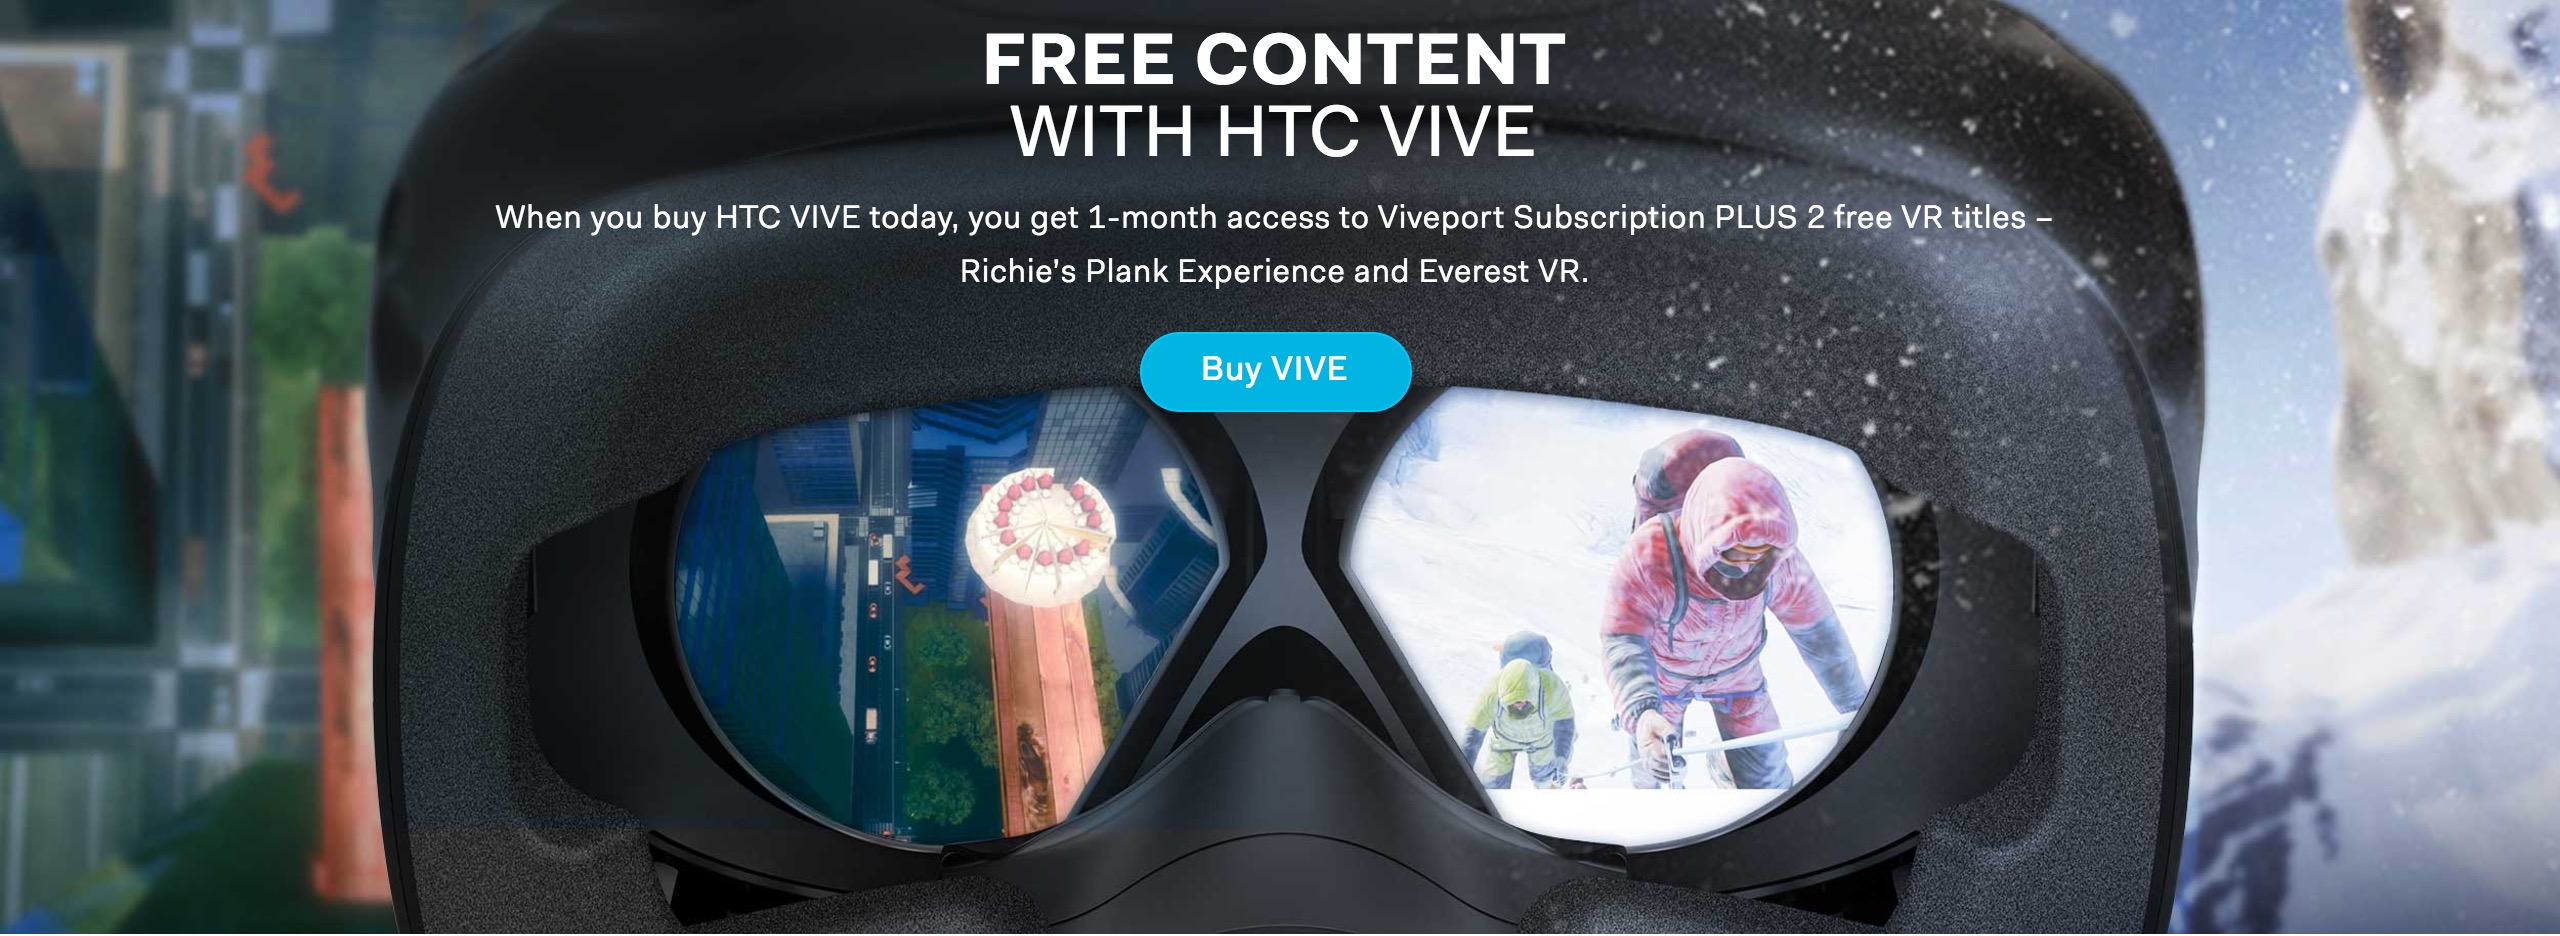 FREE CONTENT
WITH HTC VIVE
When you buy HTC VIVE today, you get 1-month access to Viveport Subscription PLUS 2 free VR titles –
Richie’s Plank Experience and Everest VR.
Buy VIVE